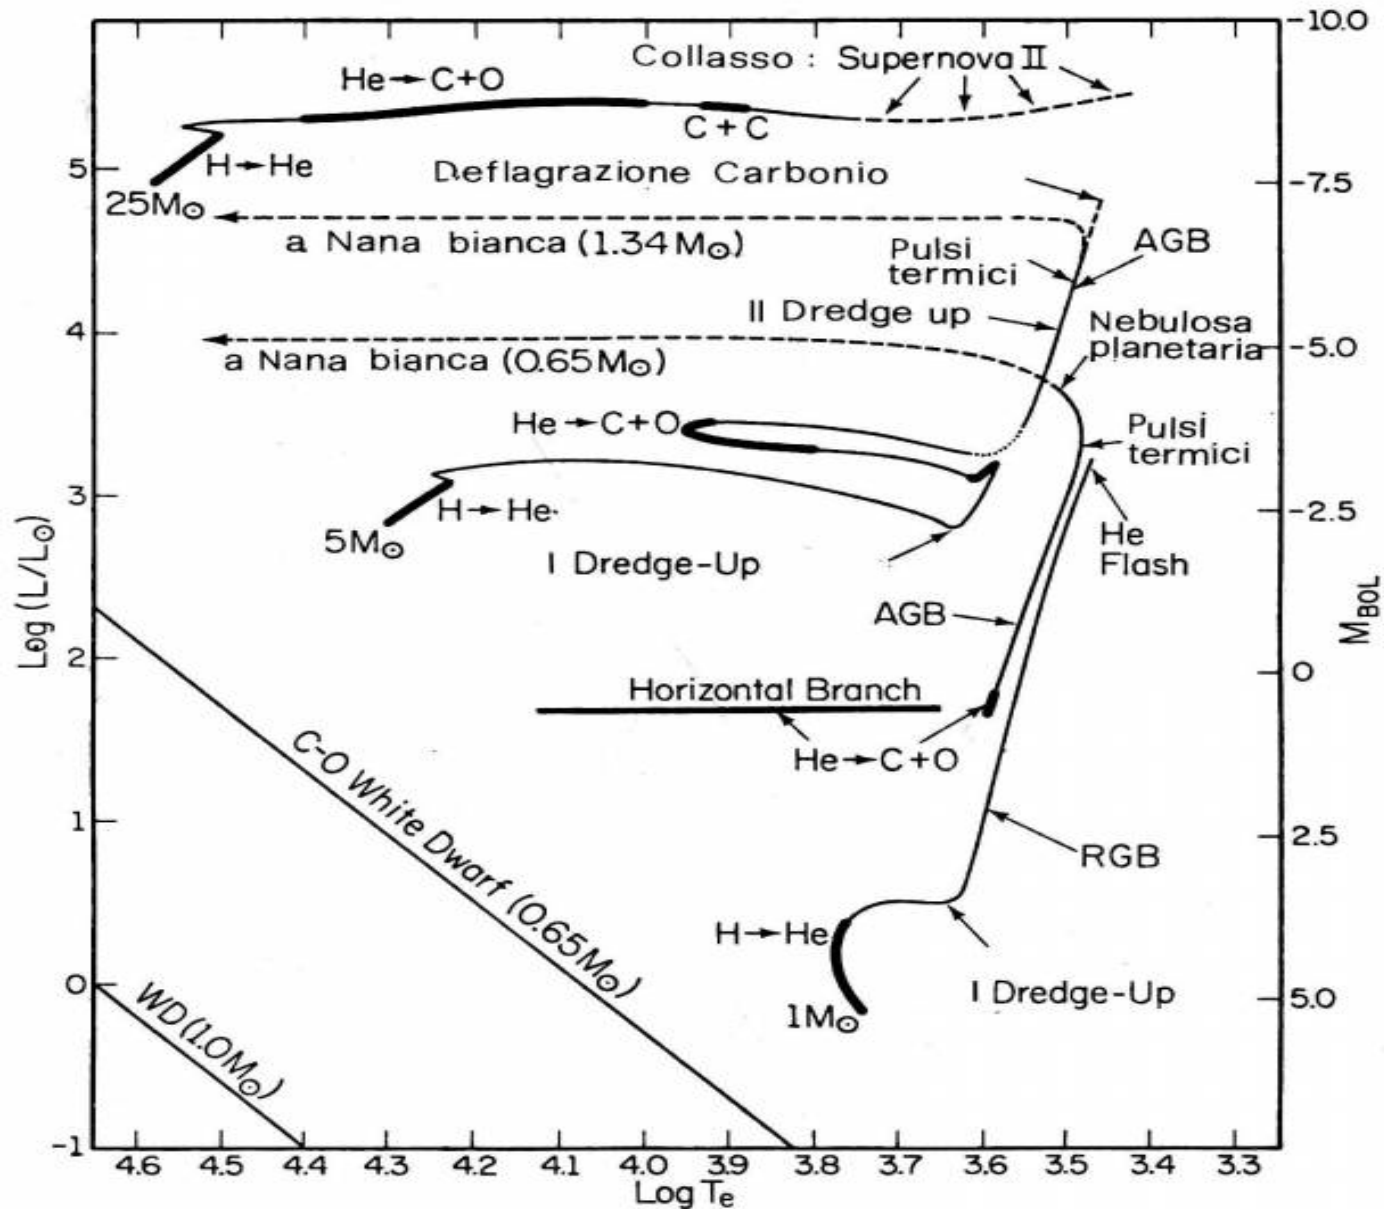 -10.0
Collasso : Supernova II
He→C+O
C+C
H→He
5
Deflagrazione Carbonio
-7.5
25M⊙
a Nana bianca (1.34M⊙)
Pulsi
termici
AGB
II Dredge up
4
Nebulosa
planetaria
-5.0
a Nana bianca (0.65M⊙)
He→C+O
Pulsi
termici
3
H→He
-2.5
5M⊙
I Dredge-Up
He
Flash
Log (L/L⊙)
AGB
M_BOL
2
0
Horizontal Branch
He→C+O
C-O White Dwarf (0.65M⊙)
1
2.5
RGB
H→He
0
WD(1.0M⊙)
I Dredge-Up
5.0
1M⊙
-1
4.6 4.5 4.4 4.3 4.2 4.1 4.0 3.9 3.8 3.7 3.6 3.5 3.4 3.3
Log Te